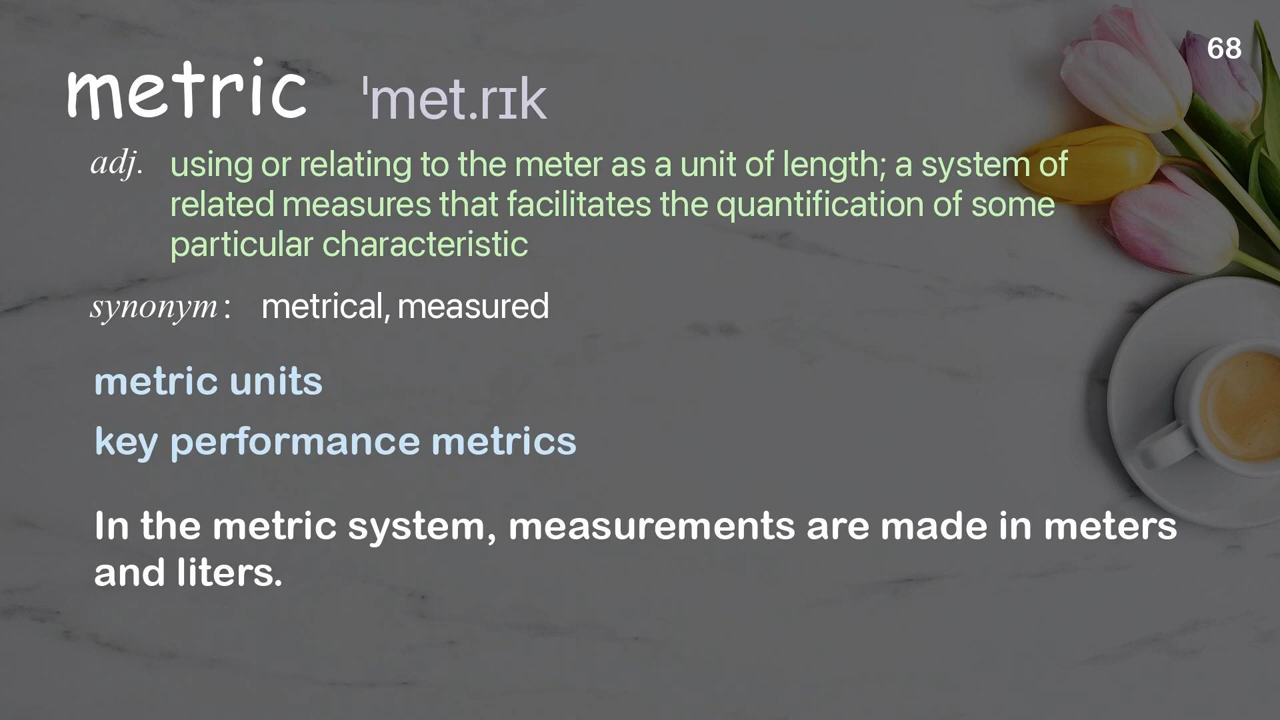 68
metric ˈmet.rɪk
adj. using or relating to the meter as a unit of length; a system of
related measures that facilitates the quantification of some
particular characteristic
synonym: metrical, measured
metric units
key performance metrics
In the metric system, measurements are made in meters
and liters.